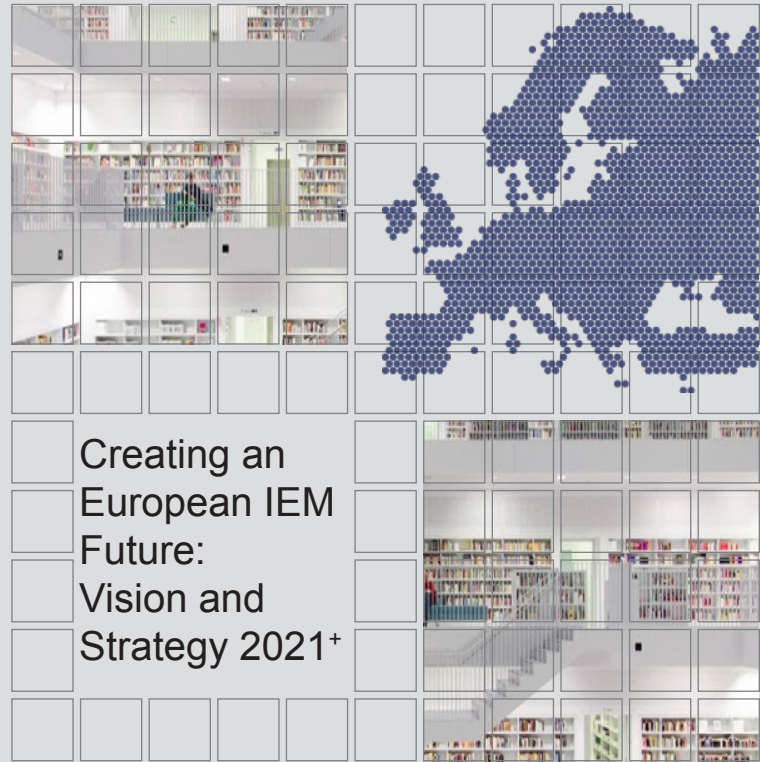 Creating an
European IEM
Future:
Vision and
Strategy 2021⁺